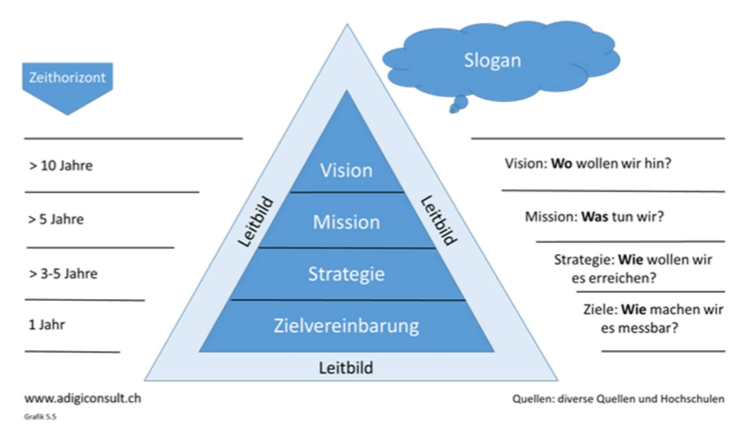 Slogan
Zeithorizont
> 10 Jahre
Vision
Vision: Wo wollen wir hin?
Leitbild
Leitbild
> 5 Jahre
Mission
Mission: Was tun wir?
> 3-5 Jahre
Strategie
Strategie: Wie wollen wir
es erreichen?
1 Jahr
Zielvereinbarung
Ziele: Wie machen wir
es messbar?
Leitbild
www.adigiconsult.ch
Quellen: diverse Quellen und Hochschulen
Grafik 5.5